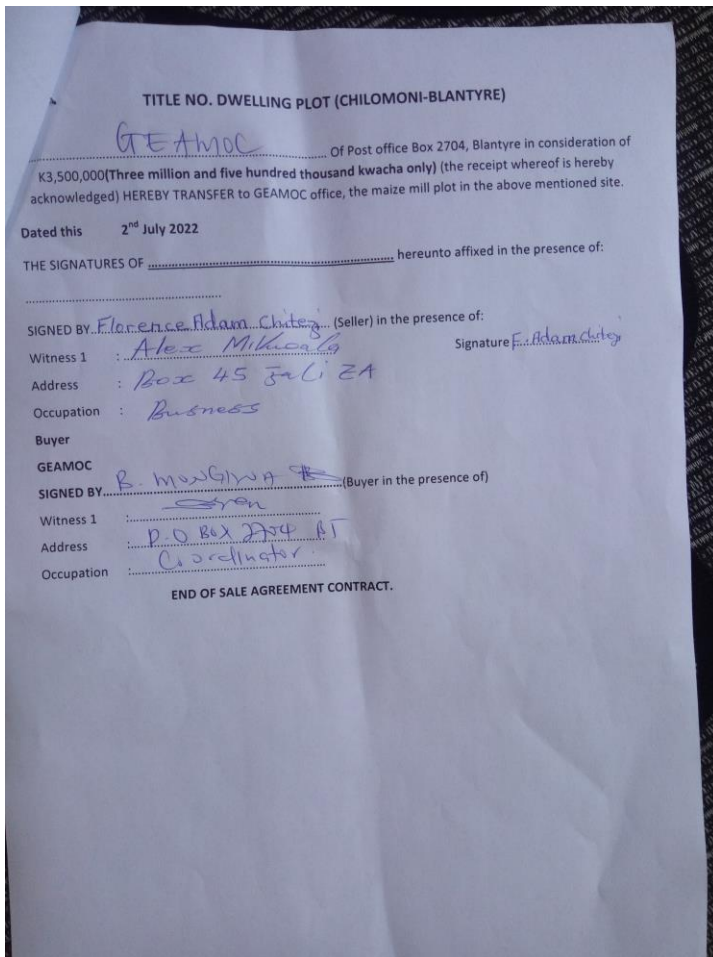 TITLE NO. DWELLING PLOT (CHILOMONI-BLANTYRE)
GEAMOC Of Post office Box 2704, Blantyre in consideration of
K3,500,000(Three million and five hundred thousand kwacha only) (the receipt whereof is hereby
acknowledged) HEREBY TRANSFER to GEAMOC office, the maize mill plot in the above mentioned site.
Dated this 2nd July 2022
THE SIGNATURES OF ........................ hereunto affixed in the presence of:
........................
SIGNED BY..Florence Adam Chitezi... (Seller) in the presence of:
Witness 1 : Alex Signature F. Adam Chitezi
Address : Box 45 Jali ZA
Occupation : Busness
Buyer
GEAMOC
SIGNED BY...B. (Buyer in the presence of)
Witness 1 :
Address : P.O Box 2704 BT
Occupation : Coordinator.
END OF SALE AGREEMENT CONTRACT.